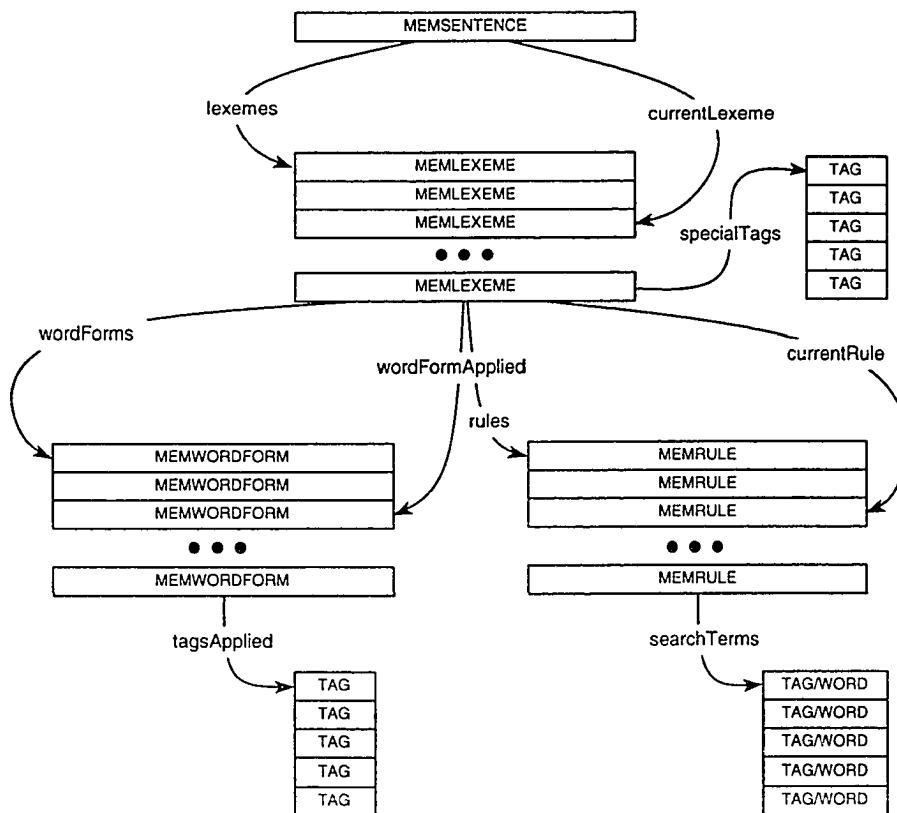 MEMSENTENCE
lexemes
currentLexeme
MEMLEXEME
MEMLEXEME
MEMLEXEME
MEMLEXEME
specialTags
TAG
TAG
TAG
TAG
TAG
wordForms
wordFormApplied
rules
currentRule
MEMWORDFORM
MEMWORDFORM
MEMWORDFORM
MEMWORDFORM
MEMRULE
MEMRULE
MEMRULE
MEMRULE
tagsApplied
searchTerms
TAG
TAG
TAG
TAG
TAG
TAG/WORD
TAG/WORD
TAG/WORD
TAG/WORD
TAG/WORD